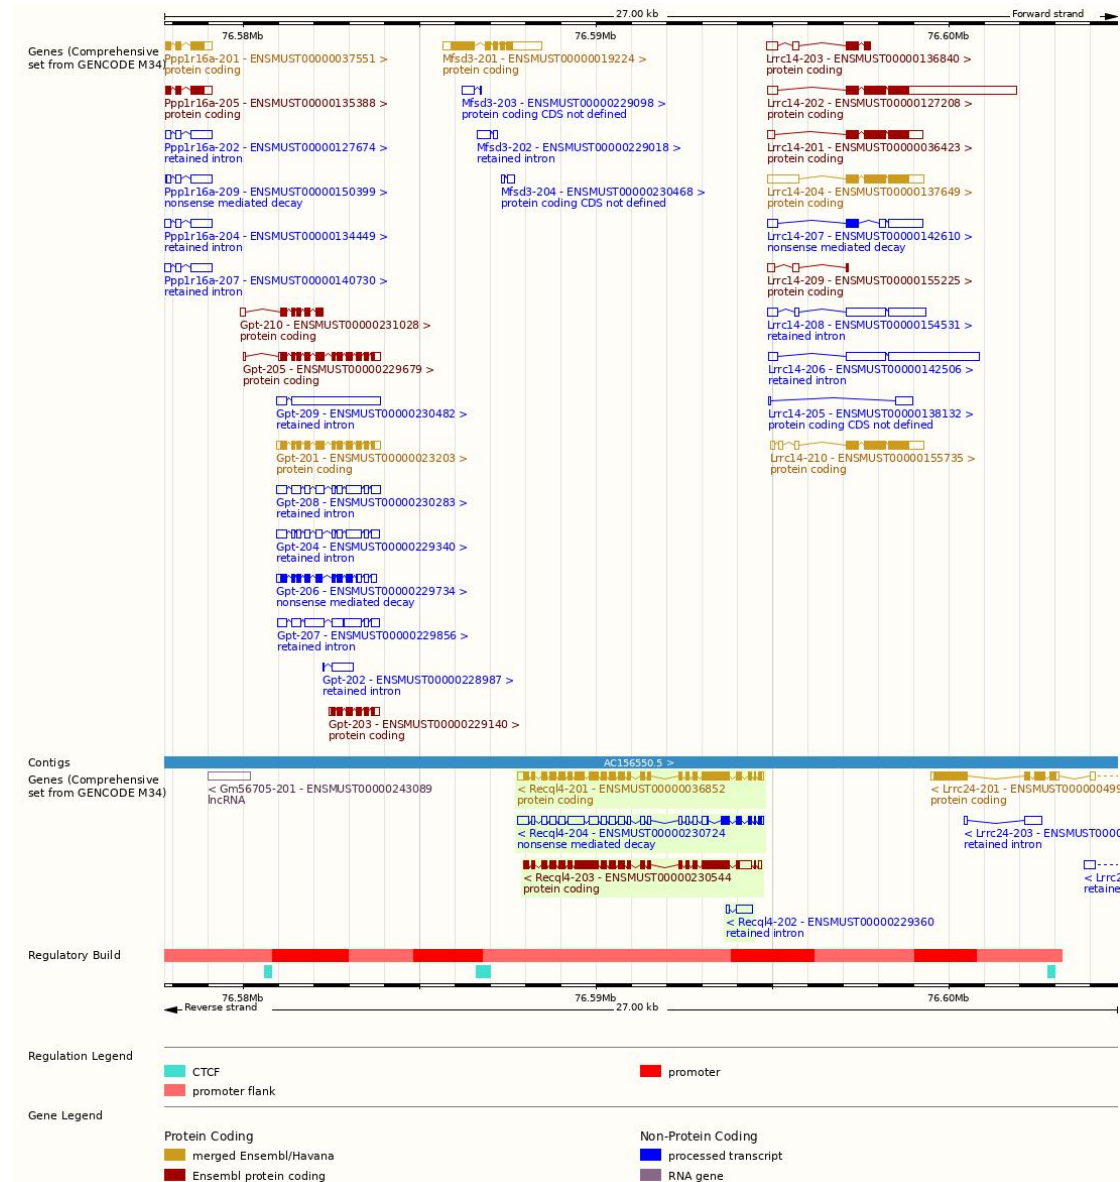 27.00 kb
Forward strand
76.58Mb 76.59Mb 76.60Mb
Genes (Comprehensive
set from GENCODE M34)
Ppp1r16a-201 - ENSMUST00000037551 >
protein coding
Mfsd3-201 - ENSMUST00000019224 >
protein coding
Lrrc14-203 - ENSMUST00000136840 >
protein coding
Ppp1r16a-205 - ENSMUST00000135388 >
protein coding
Mfsd3-203 - ENSMUST00000229098 >
protein coding CDS not defined
Lrrc14-202 - ENSMUST00000127208 >
protein coding
Ppp1r16a-202 - ENSMUST00000127674 >
retained intron
Mfsd3-202 - ENSMUST00000229018 >
retained intron
Lrrc14-201 - ENSMUST00000036423 >
protein coding
Ppp1r16a-209 - ENSMUST00000150399 >
nonsense mediated decay
Mfsd3-204 - ENSMUST00000230468 >
protein coding CDS not defined
Lrrc14-204 - ENSMUST00000137649 >
protein coding
Ppp1r16a-204 - ENSMUST00000134449 >
retained intron
Lrrc14-207 - ENSMUST00000142610 >
nonsense mediated decay
Ppp1r16a-207 - ENSMUST00000140730 >
retained intron
Lrrc14-209 - ENSMUST00000155225 >
protein coding
Gpt-210 - ENSMUST00000231028 >
protein coding
Lrrc14-208 - ENSMUST00000154531 >
retained intron
Gpt-205 - ENSMUST00000229679 >
protein coding
Lrrc14-206 - ENSMUST00000142506 >
retained intron
Gpt-209 - ENSMUST00000230482 >
retained intron
Lrrc14-205 - ENSMUST00000138132 >
protein coding CDS not defined
Gpt-201 - ENSMUST00000023203 >
protein coding
Lrrc14-210 - ENSMUST00000155735 >
protein coding
Gpt-208 - ENSMUST00000230283 >
retained intron
Gpt-204 - ENSMUST00000229340 >
retained intron
Gpt-206 - ENSMUST00000229734 >
nonsense mediated decay
Gpt-207 - ENSMUST00000229856 >
retained intron
Gpt-202 - ENSMUST00000228987 >
retained intron
Gpt-203 - ENSMUST00000229140 >
protein coding
Contigs
AC156550.5 >
Genes (Comprehensive
set from GENCODE M34)
< Gm56705-201 - ENSMUST00000243089
lncRNA
< Recql4-201 - ENSMUST00000036852
protein coding
< Lrrc24-201 - ENSMUST00000499
protein coding
< Recql4-204 - ENSMUST00000230724
nonsense mediated decay
< Lrrc24-203 - ENSMUST0000
retained intron
< Recql4-203 - ENSMUST00000230544
protein coding
< Lrrc2
retaine
< Recql4-202 - ENSMUST00000229360
retained intron
Regulatory Build
76.58Mb 76.59Mb 76.60Mb
Reverse strand
27.00 kb
Regulation Legend
CTCF
promoter
promoter flank
Gene Legend
Protein Coding
Non-Protein Coding
merged Ensembl/Havana
processed transcript
Ensembl protein coding
RNA gene